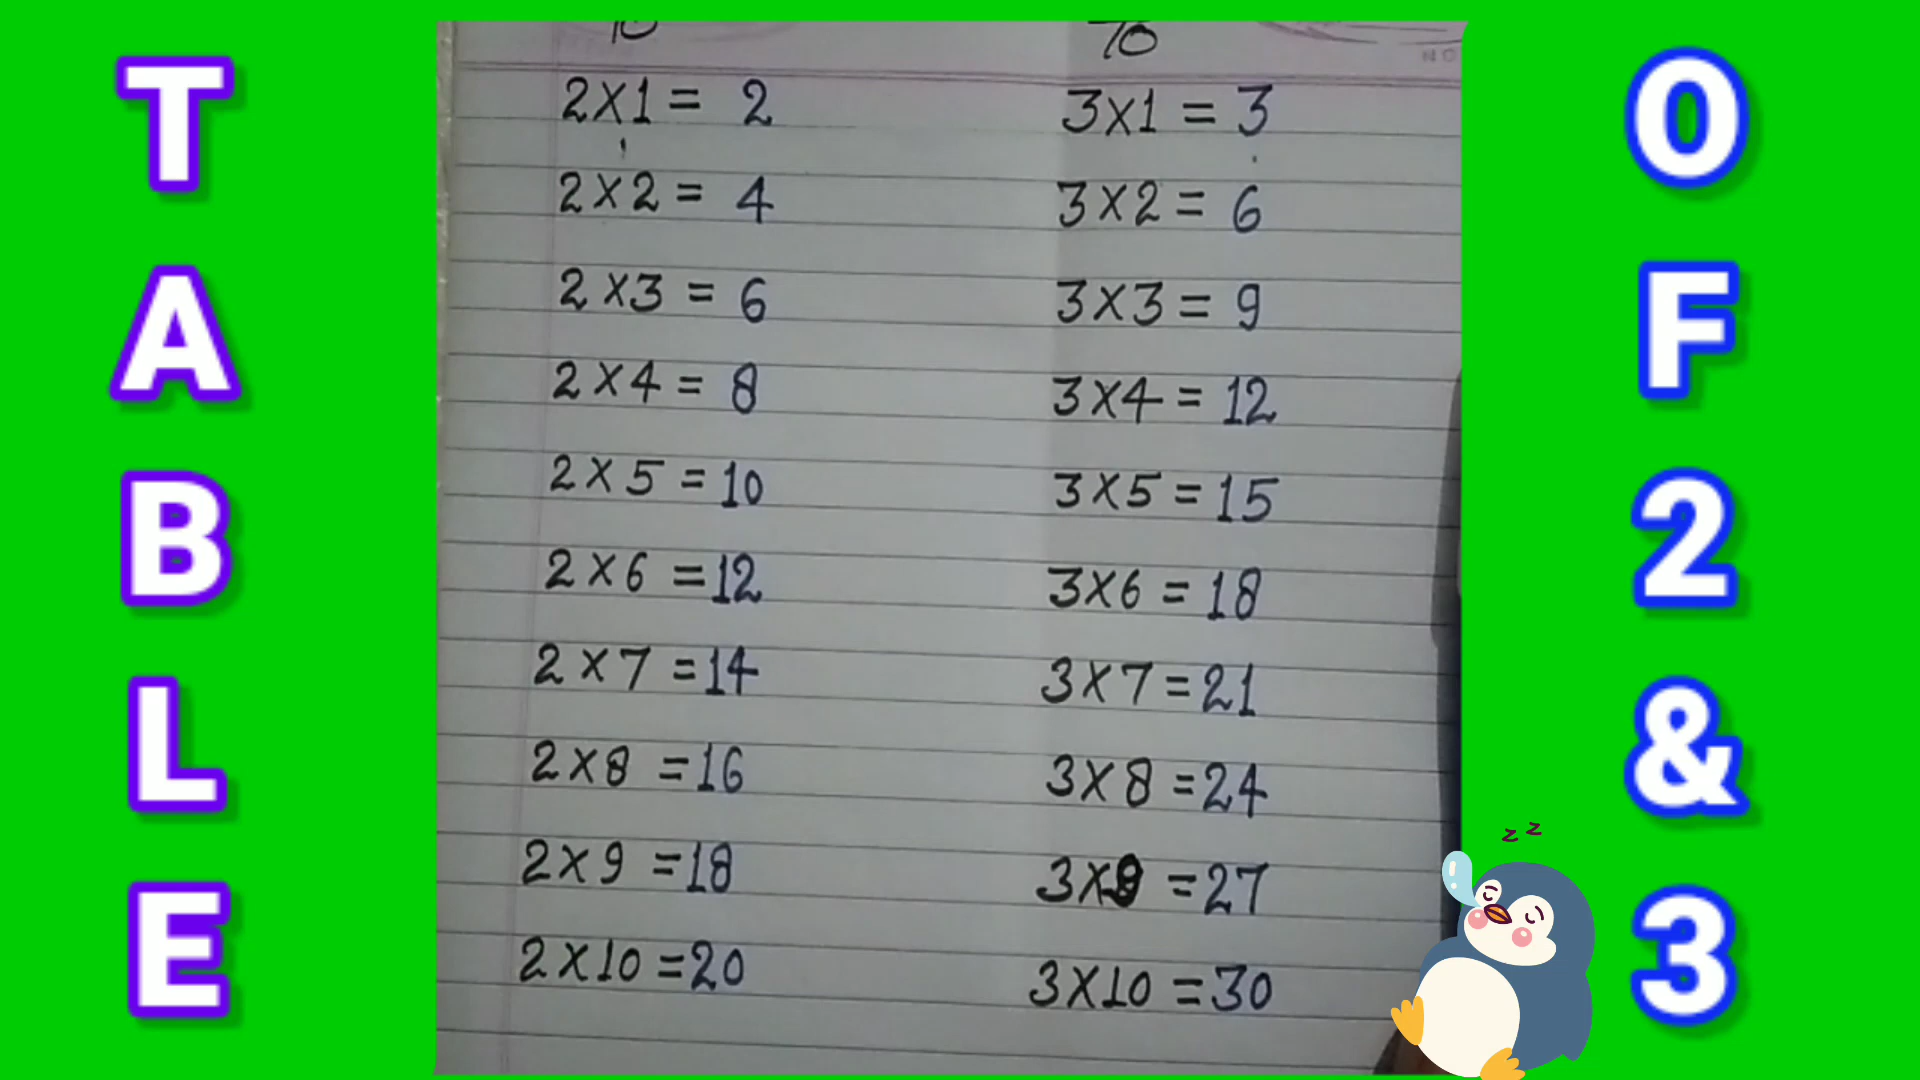 TABLE
OF 2 & 3
2x1 = 2
2x2 = 4
2x3 = 6
2x4 = 8
2x5 = 10
2x6 = 12
2x7 = 14
2x8 = 16
2x9 = 18
2x10 = 20
3x1 = 3
3x2 = 6
3x3 = 9
3x4 = 12
3x5 = 15
3x6 = 18
3x7 = 21
3x8 = 24
3x9 = 27
3x10 = 30
z z